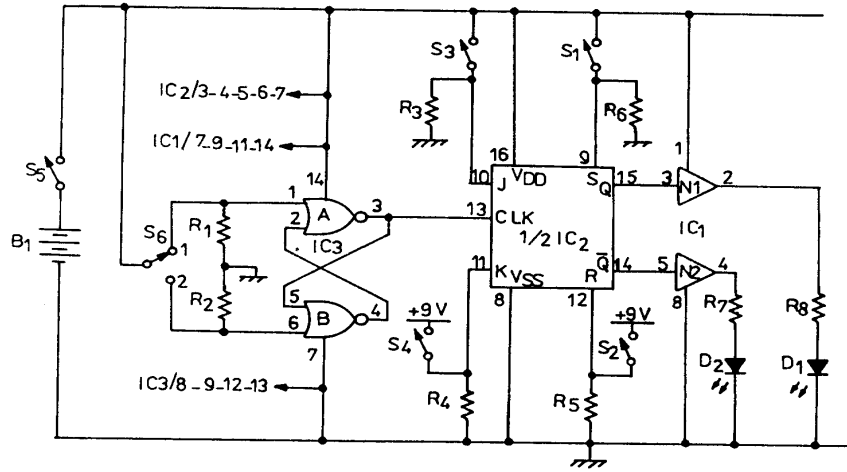 S3
S1
IC2/3-4-5-6-7
R3
R6
IC1/7-9-11-14
16
9
1
S5
14
10
J
VDD
S
Q
15
3
N1
2
1
2
A
3
13
CLK
S6
1
R1
IC3
1/2 IC2
IC1
B1
2
R2
11
K
VSS
R
Q̅
14
5
N2
4
5
6
B
4
8
12
8
+9V
+9V
R7
R8
7
S4
S2
D2
D1
IC3/8-9-12-13
R4
R5